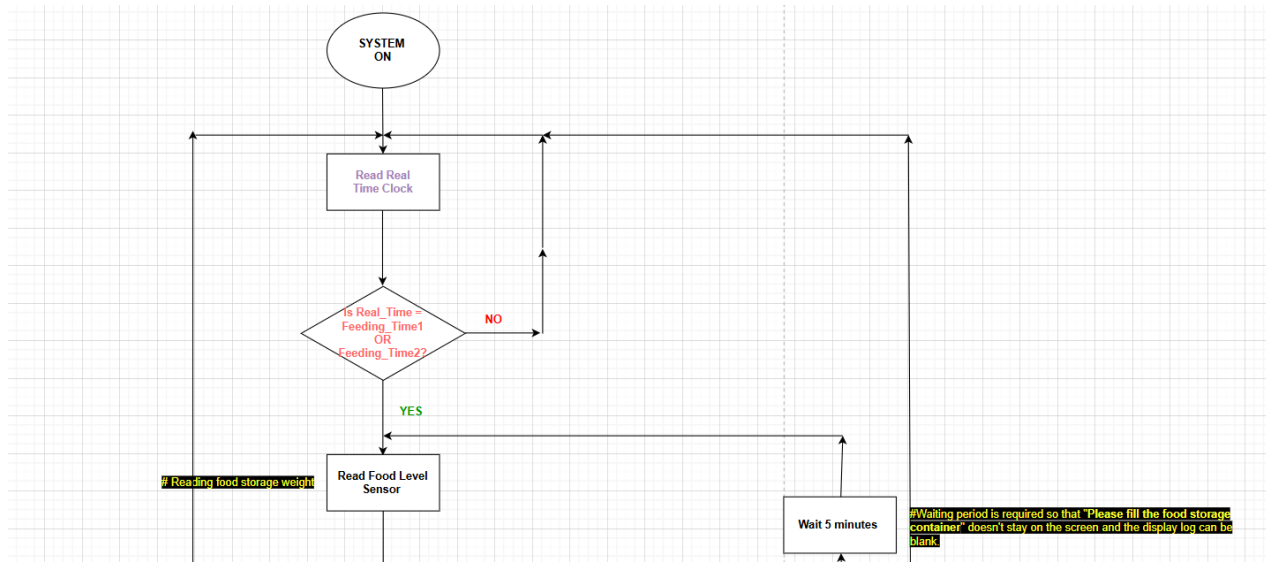 SYSTEM
ON
Read Real
Time Clock
Is Real_Time =
Feeding_Time1
OR
Feeding_Time2?
NO
YES
# Reading food storage weight
Read Food Level
Sensor
Wait 5 minutes
#Waiting period is required so that "Please fill the food storage
container" doesn't stay on the screen and the display log can be
blank.